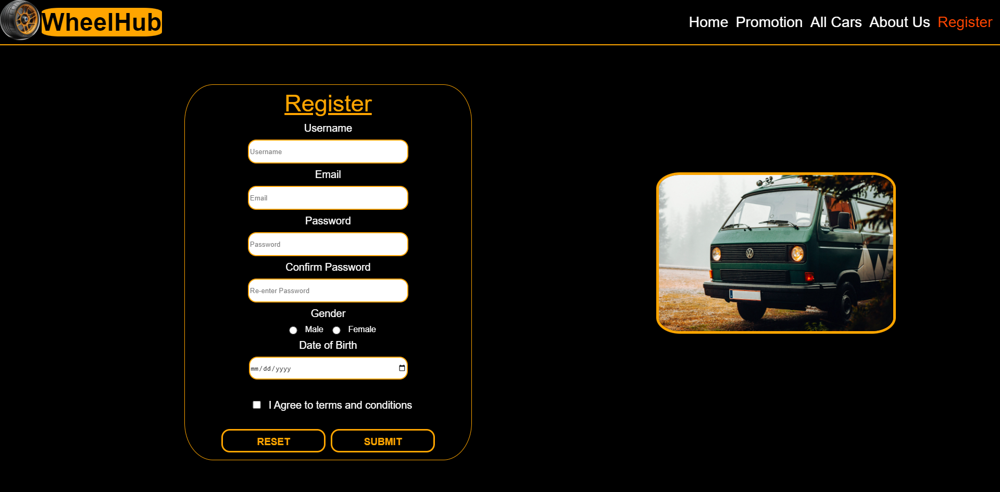 WheelHub
Home Promotion All Cars About Us Register
Register
Username
Username
Email
Email
Password
Password
Confirm Password
Re-enter Password
Gender
Male Female
Date of Birth
mm/dd/yyyy
I Agree to terms and conditions
RESET SUBMIT